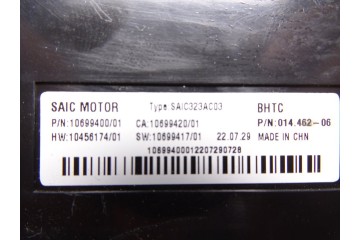 SAIC MOTOR Type SAIC323AC03 BHTC
P/N:10699400/01 CA:10699420/01 P/N:014.462-06
HW:10456174/01 SW:10699417/01 22.07.29 MADE IN CHN
10699400012207290728